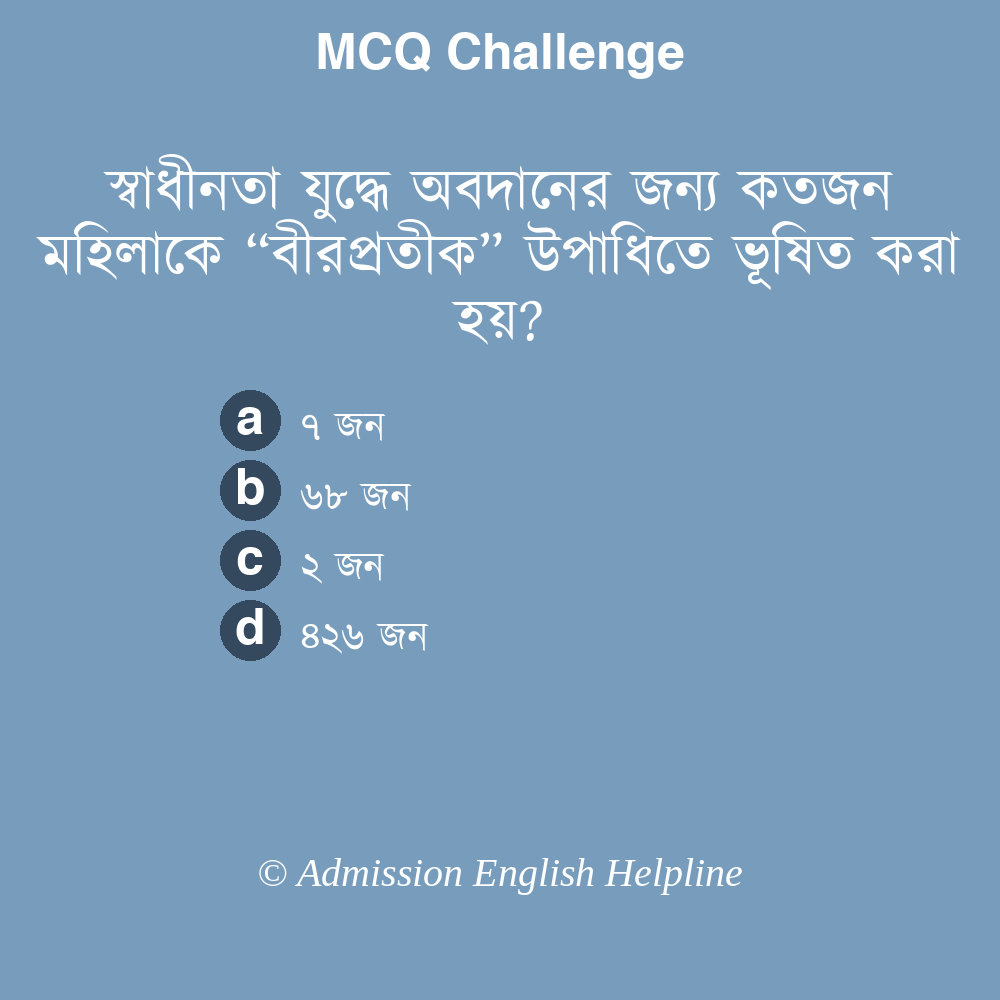 MCQ Challenge
স্বাধীনতা যুদ্ধে অবদানের জন্য কতজন
মহিলাকে “বীরপ্রতীক” উপাধিতে ভূষিত করা
হয়?
a ৭ জন
b ৬৮ জন
c ২ জন
d ৪২৬ জন
© Admission English Helpline